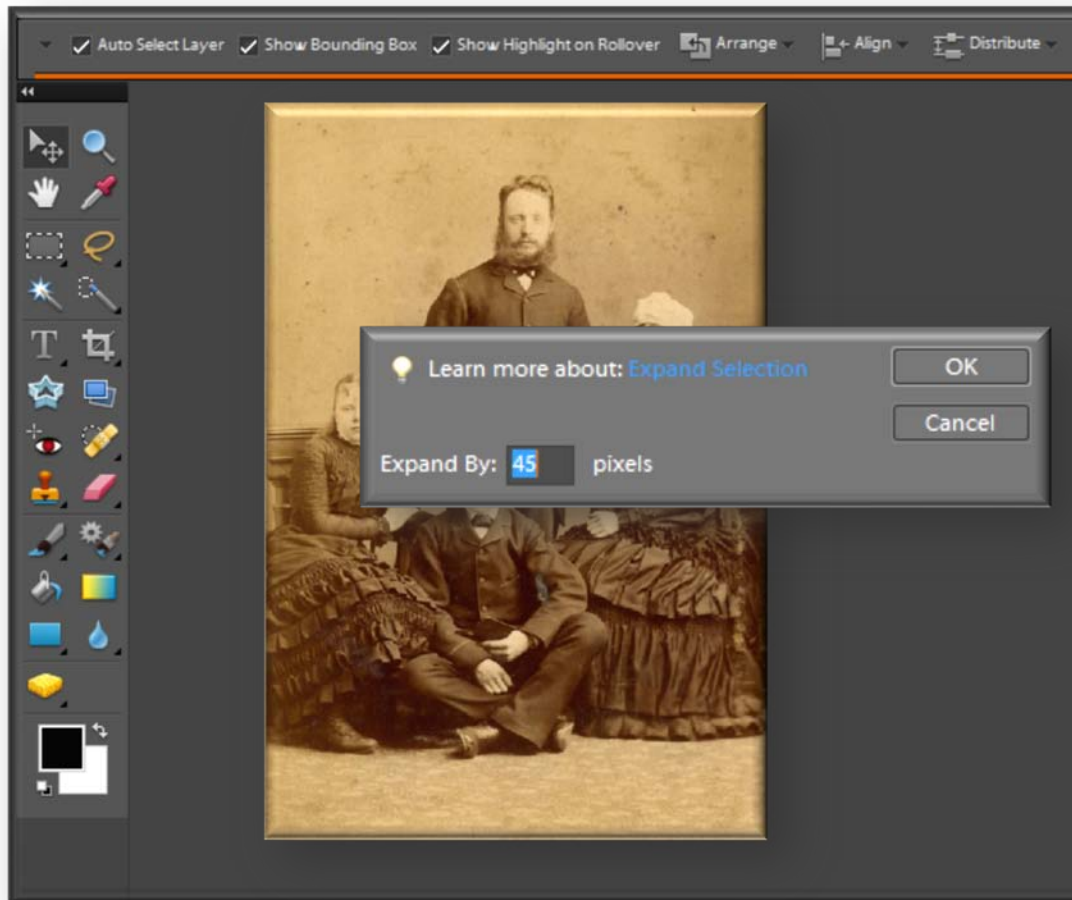 Auto Select Layer Show Bounding Box Show Highlight on Rollover Arrange Align Distribute
T
Learn more about: Expand Selection OK
Cancel
Expand By: 45 pixels